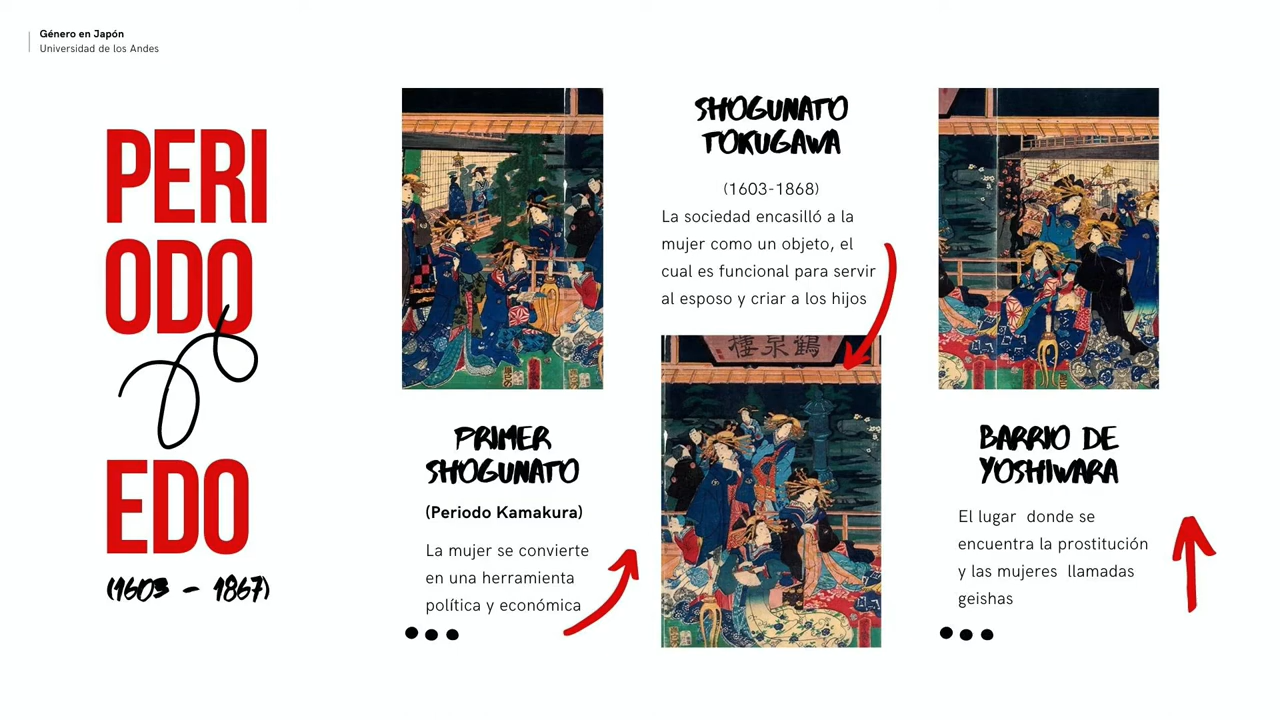 Género en Japón
Universidad de los Andes
PERI
ODO
EDO
(1603 - 1867)
PRIMER
SHOGUNATO
(Periodo Kamakura)
La mujer se convierte
en una herramienta
política y económica
SHOGUNATO
TOKUGAWA
(1603-1868)
La sociedad encasilló a la
mujer como un objeto, el
cual es funcional para servir
al esposo y criar a los hijos
樓泉鶴
BARRIO DE
YOSHIWARA
El lugar donde se
encuentra la prostitución
y las mujeres llamadas
geishas